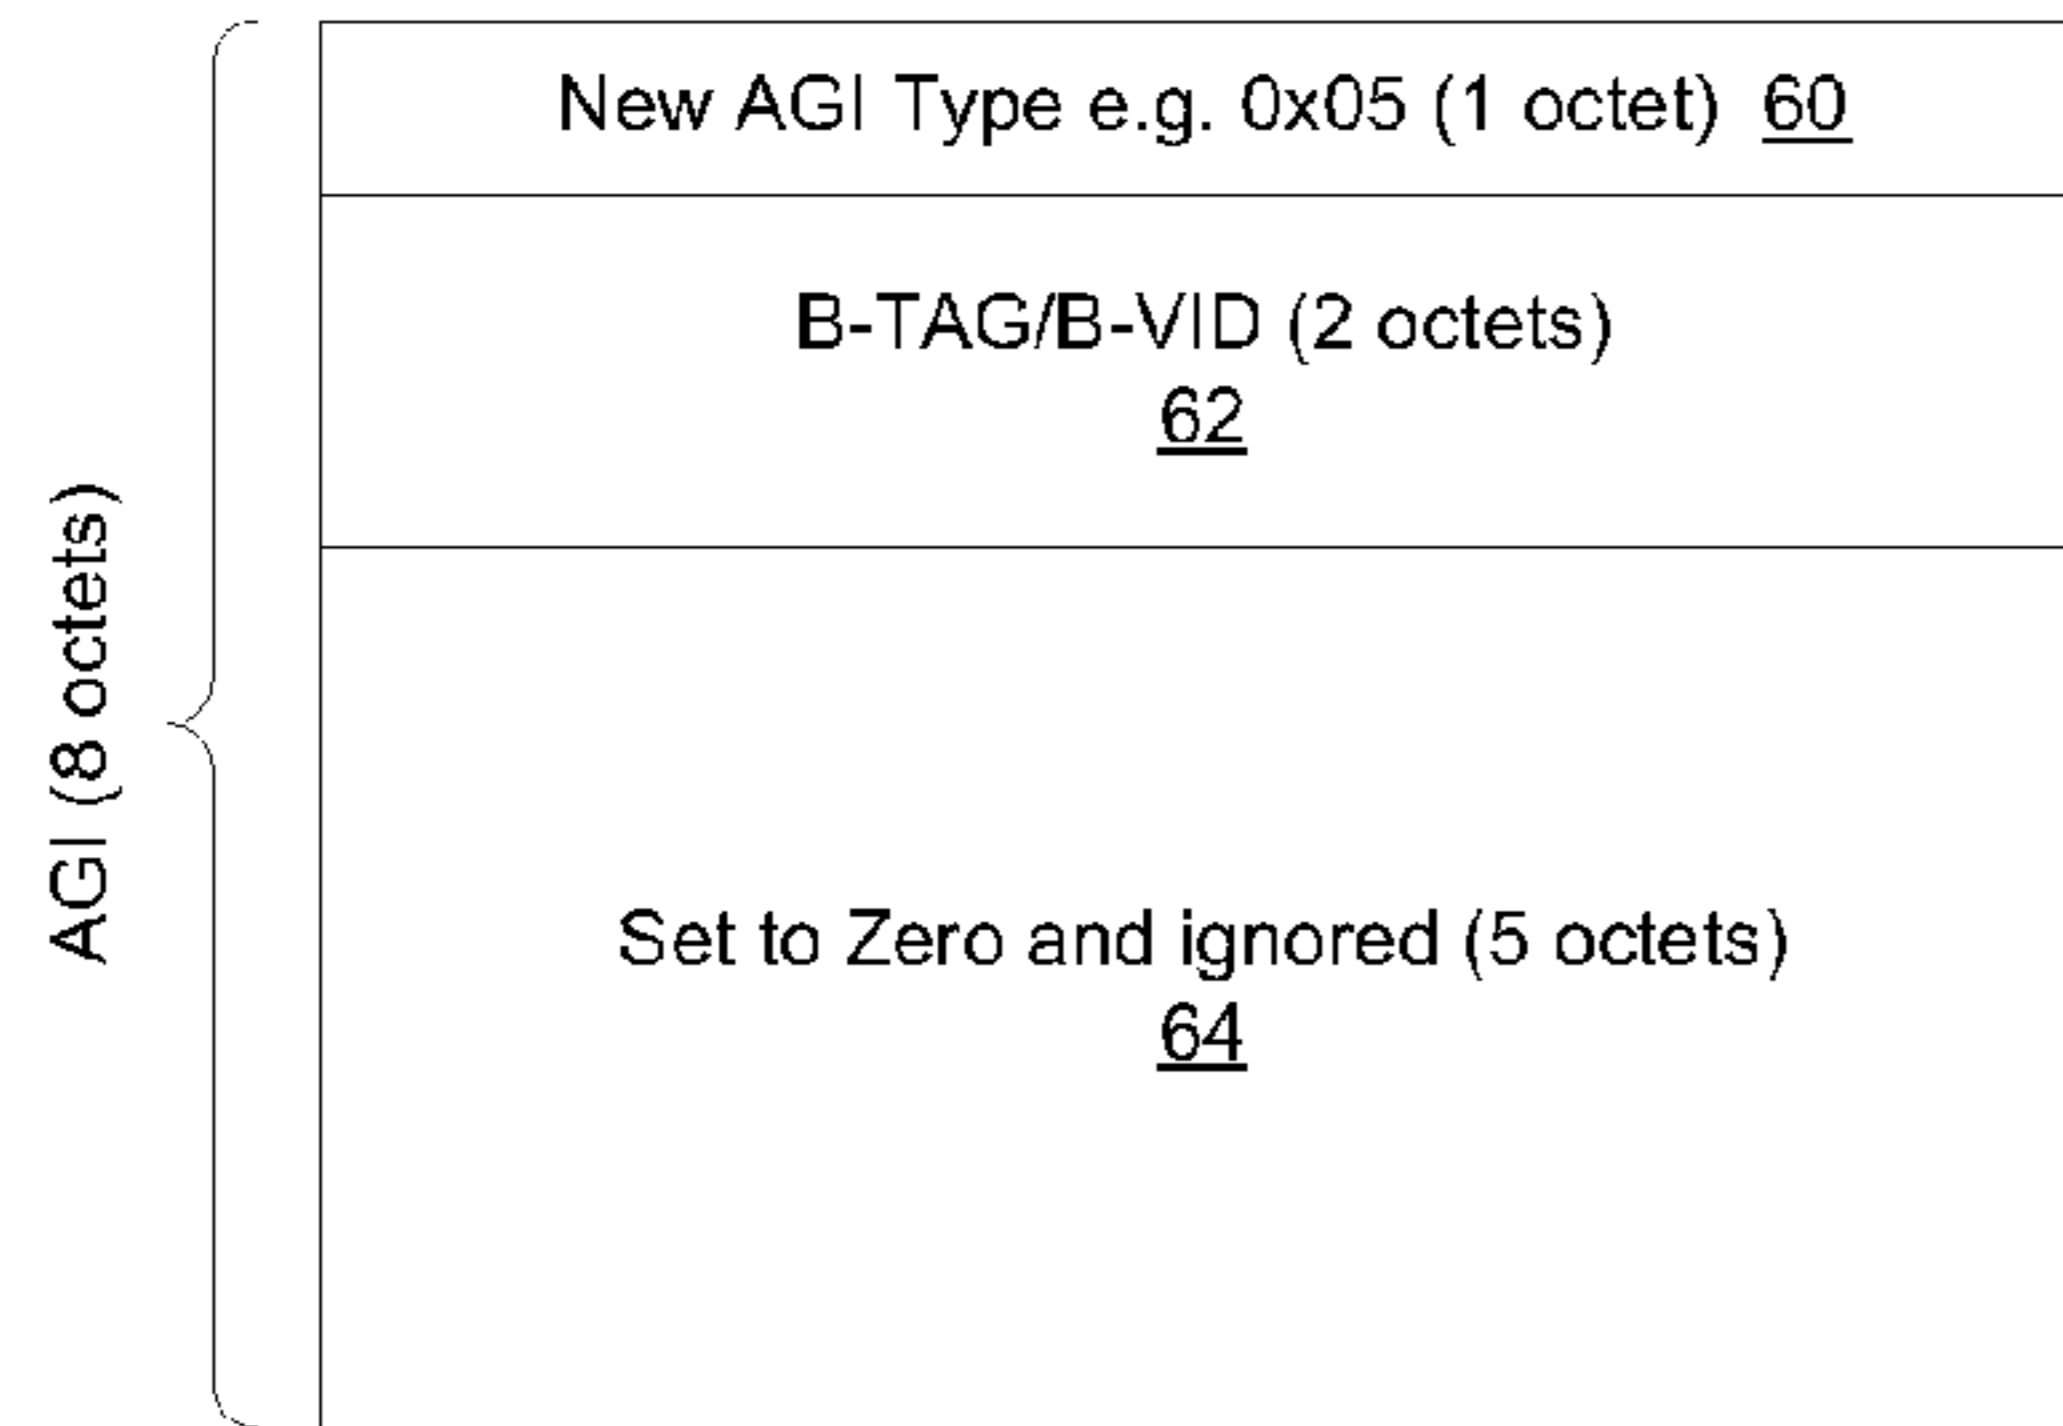 New AGI Type e.g. 0x05 (1 octet) 60
B-TAG/B-VID (2 octets)
62
AGI (8 octets)
Set to Zero and ignored (5 octets)
64